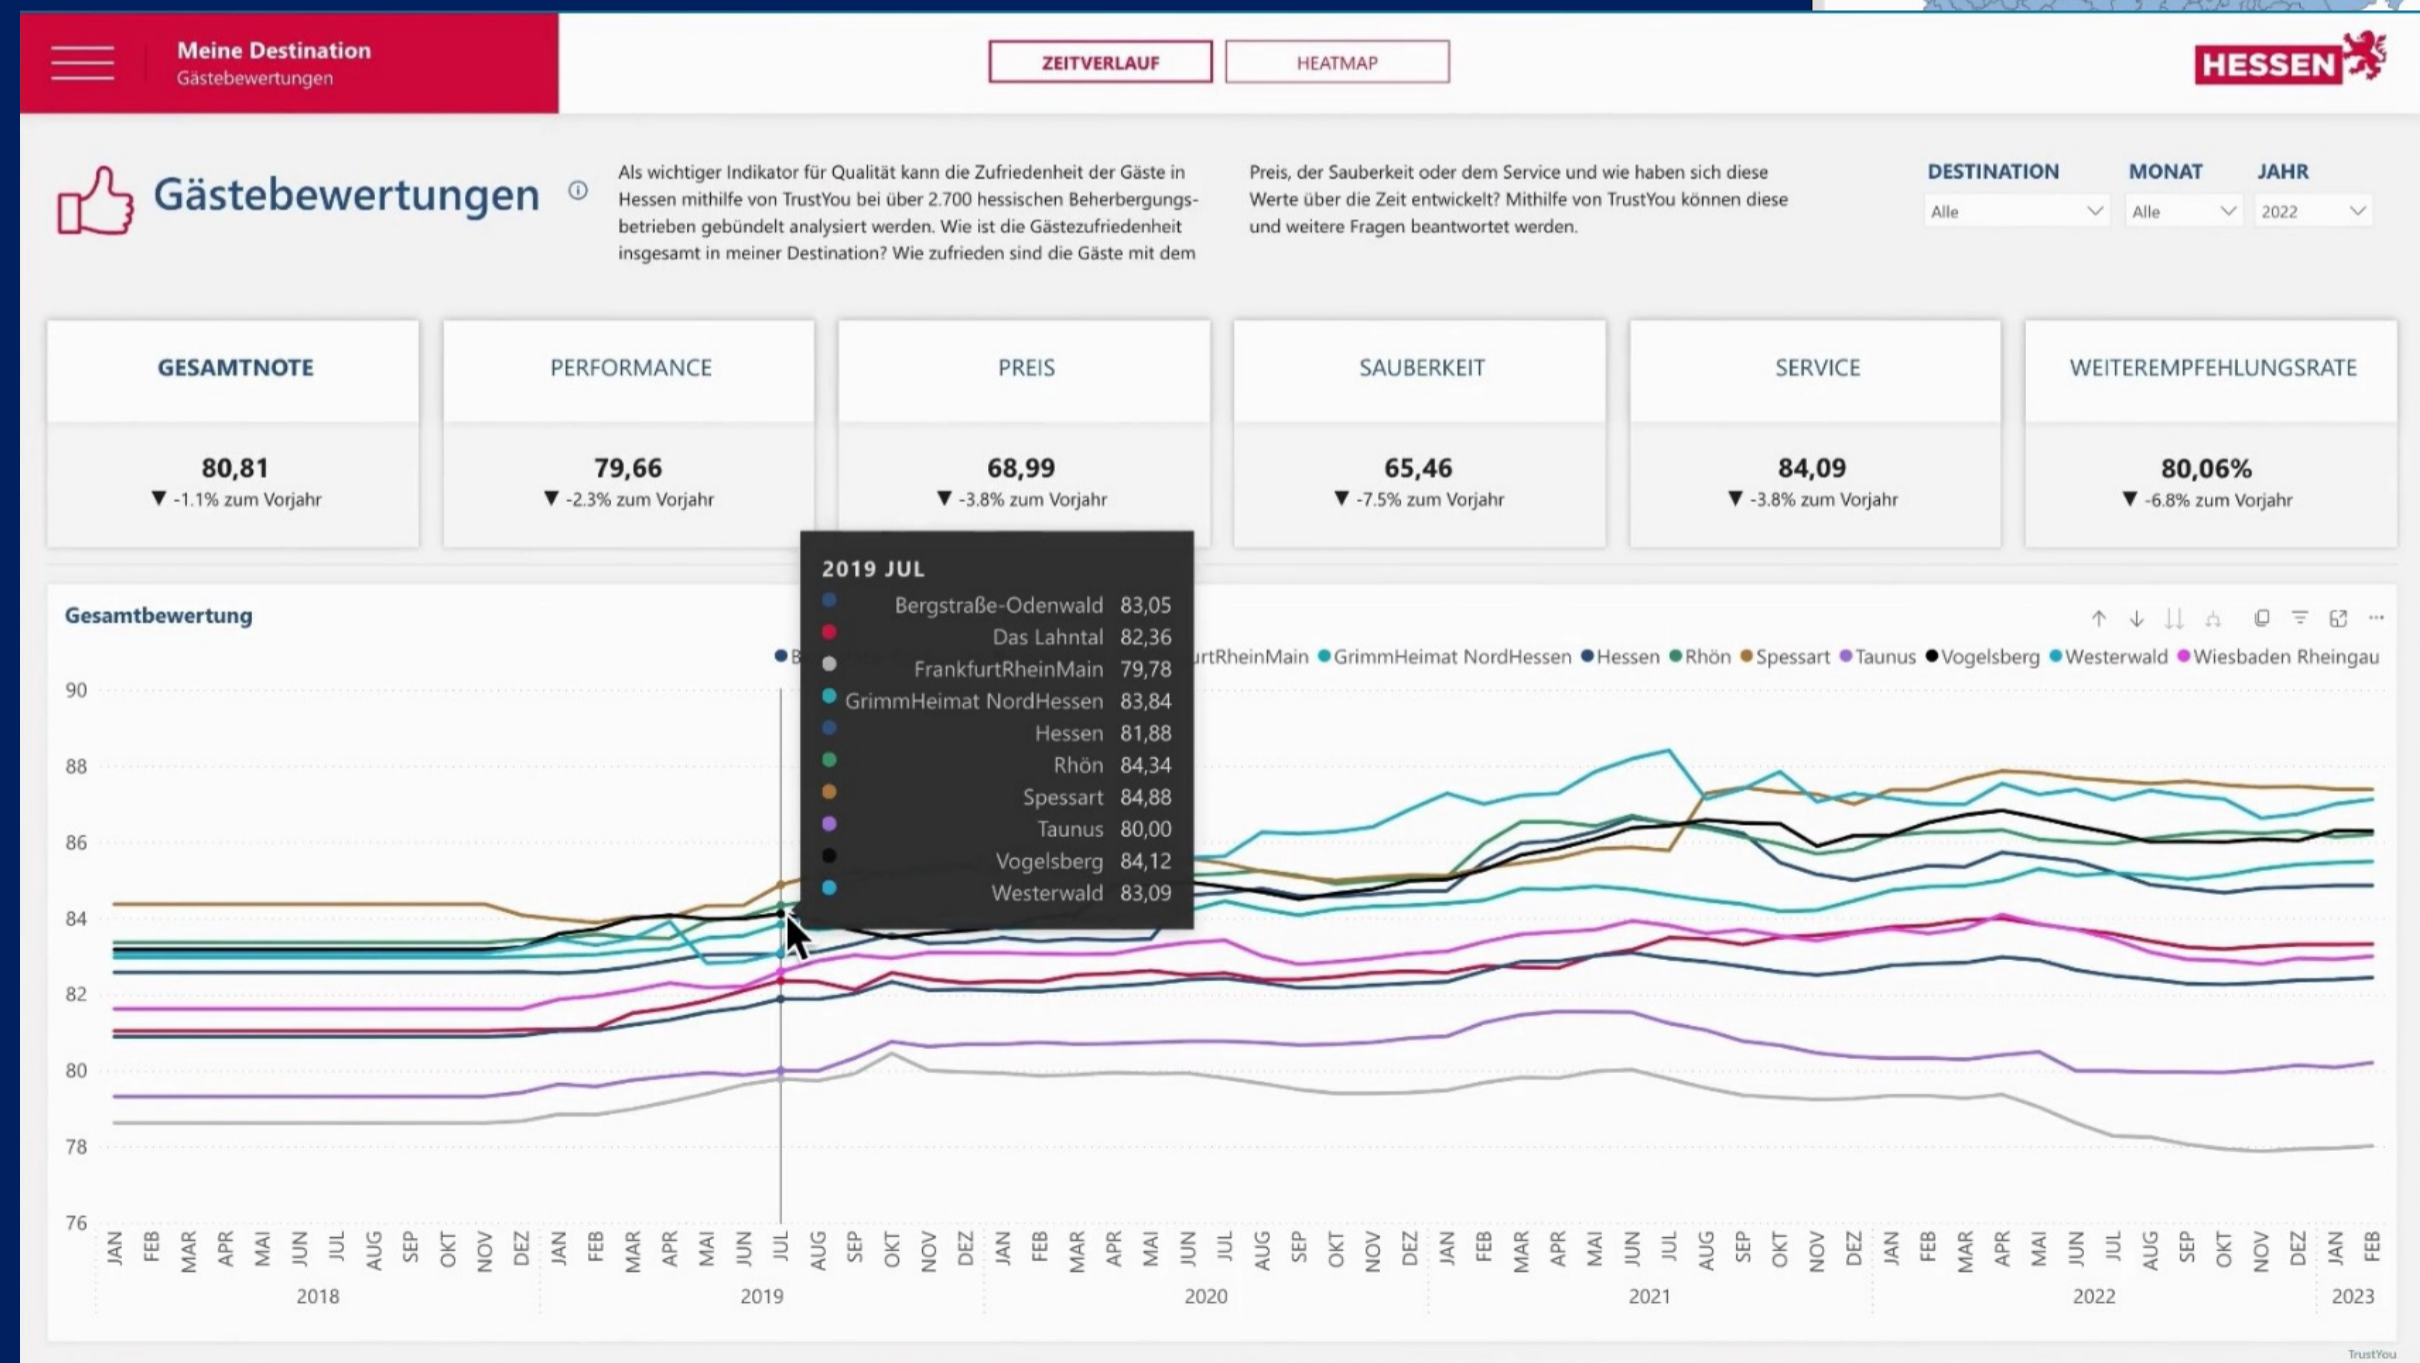 Meine Destination
Gästebewertungen
ZEITVERLAUF
HEATMAP
HESSEN
Gästebewertungen
Als wichtiger Indikator für Qualität kann die Zufriedenheit der Gäste in
Hessen mithilfe von TrustYou bei über 2.700 hessischen Beherbergungs-
betrieben gebündelt analysiert werden. Wie ist die Gästezufriedenheit
insgesamt in meiner Destination? Wie zufrieden sind die Gäste mit dem
Preis, der Sauberkeit oder dem Service und wie haben sich diese
Werte über die Zeit entwickelt? Mithilfe von TrustYou können diese
und weitere Fragen beantwortet werden.
DESTINATION MONAT JAHR
Alle Alle 2022
GESAMTNOTE
80,81
▼ -1.1% zum Vorjahr
PERFORMANCE
79,66
▼ -2.3% zum Vorjahr
PREIS
68,99
▼ -3.8% zum Vorjahr
SAUBERKEIT
65,46
▼ -7.5% zum Vorjahr
SERVICE
84,09
▼ -3.8% zum Vorjahr
WEITEREMPFEHLUNGSRATE
80,06%
▼ -6.8% zum Vorjahr
2019 JUL
Bergstraße-Odenwald 83,05
Das Lahntal 82,36
FrankfurtRheinMain 79,78
GrimmHeimat NordHessen 83,84
Hessen 81,88
Rhön 84,34
Spessart 84,88
Taunus 80,00
Vogelsberg 84,12
Westerwald 83,09
Gesamtbewertung
B urtRheinMain GrimmHeimat NordHessen Hessen Rhön Spessart Taunus Vogelsberg Westerwald Wiesbaden Rheingau
90
88
86
84
82
80
78
76
JAN FEB MAR APR MAI JUN JUL AUG SEP OKT NOV DEZ JAN FEB MAR APR MAI JUN JUL AUG SEP OKT NOV DEZ JAN FEB MAR APR MAI JUN JUL AUG SEP OKT NOV DEZ JAN FEB MAR APR MAI JUN JUL AUG SEP OKT NOV DEZ JAN FEB MAR APR MAI JUN JUL AUG SEP OKT NOV DEZ JAN FEB
2018 2019 2020 2021 2022 2023
TrustYou